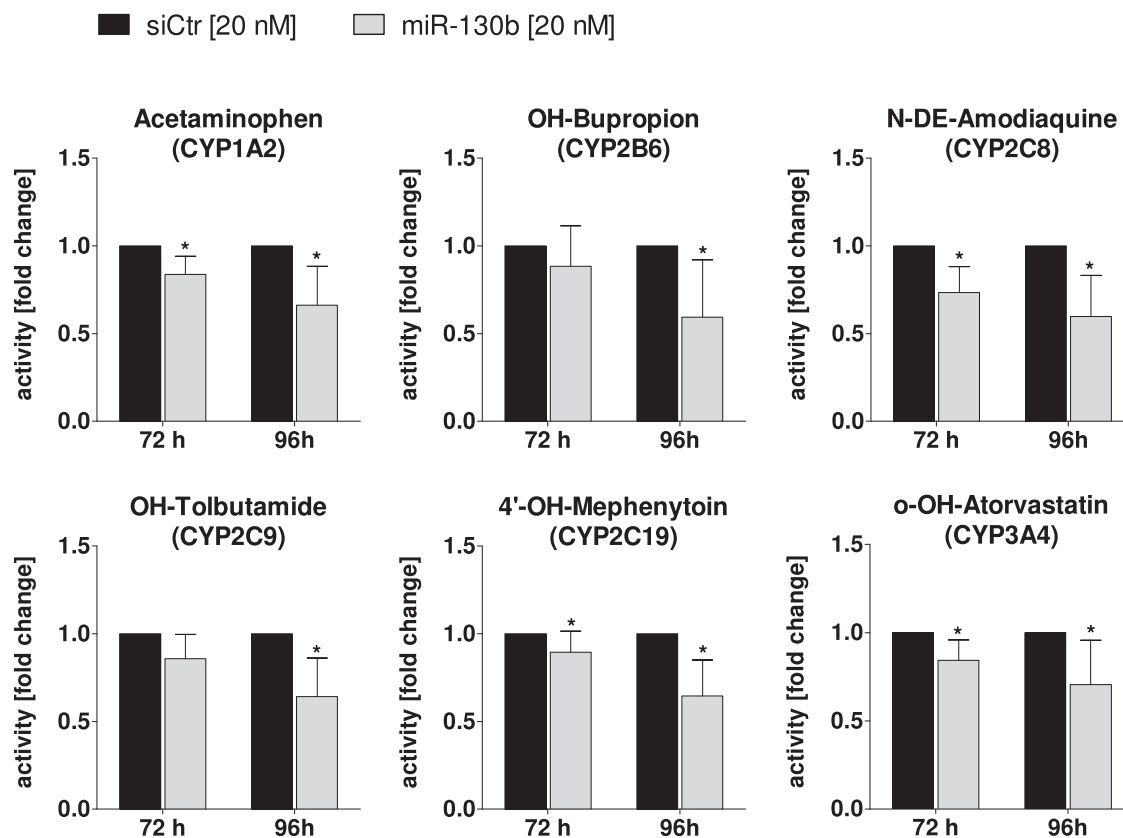 siCtr [20 nM] miR-130b [20 nM]
Acetaminophen
(CYP1A2)
activity [fold change]
1.5
1.0
0.5
0.0
*
*
72 h 96h
OH-Bupropion
(CYP2B6)
activity [fold change]
1.5
1.0
0.5
0.0
*
72 h 96h
N-DE-Amodiaquine
(CYP2C8)
activity [fold change]
1.5
1.0
0.5
0.0
*
*
72 h 96h
OH-Tolbutamide
(CYP2C9)
activity [fold change]
1.5
1.0
0.5
0.0
*
72 h 96h
4'-OH-Mephenytoin
(CYP2C19)
activity [fold change]
1.5
1.0
0.5
0.0
*
*
72 h 96h
o-OH-Atorvastatin
(CYP3A4)
activity [fold change]
1.5
1.0
0.5
0.0
*
*
72 h 96h